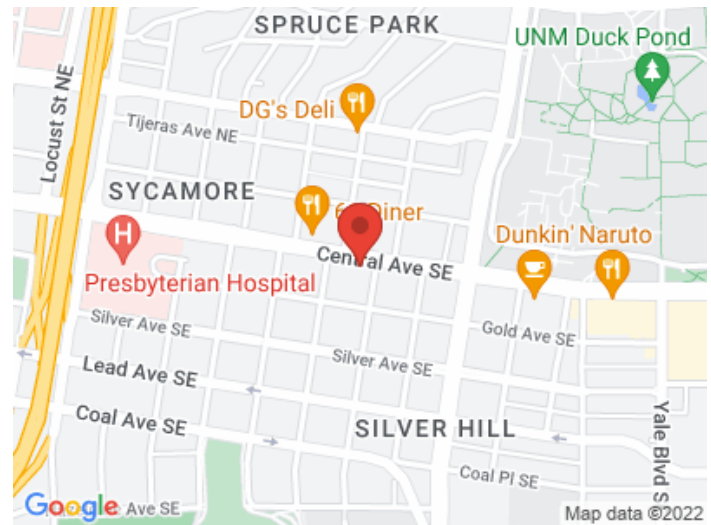 SPRUCE PARK
UNM Duck Pond
Locust St NE
DG's Deli
Tijeras Ave NE
SYCAMORE
Diner
H
Dunkin' Naruto
Central Ave SE
Presbyterian Hospital
Silver Ave SE
Gold Ave SE
Silver Ave SE
Lead Ave SE
Coal Ave SE
SILVER HILL
Yale Blvd
Coal Pl SE
Google
Ave SE
Map data ©2022